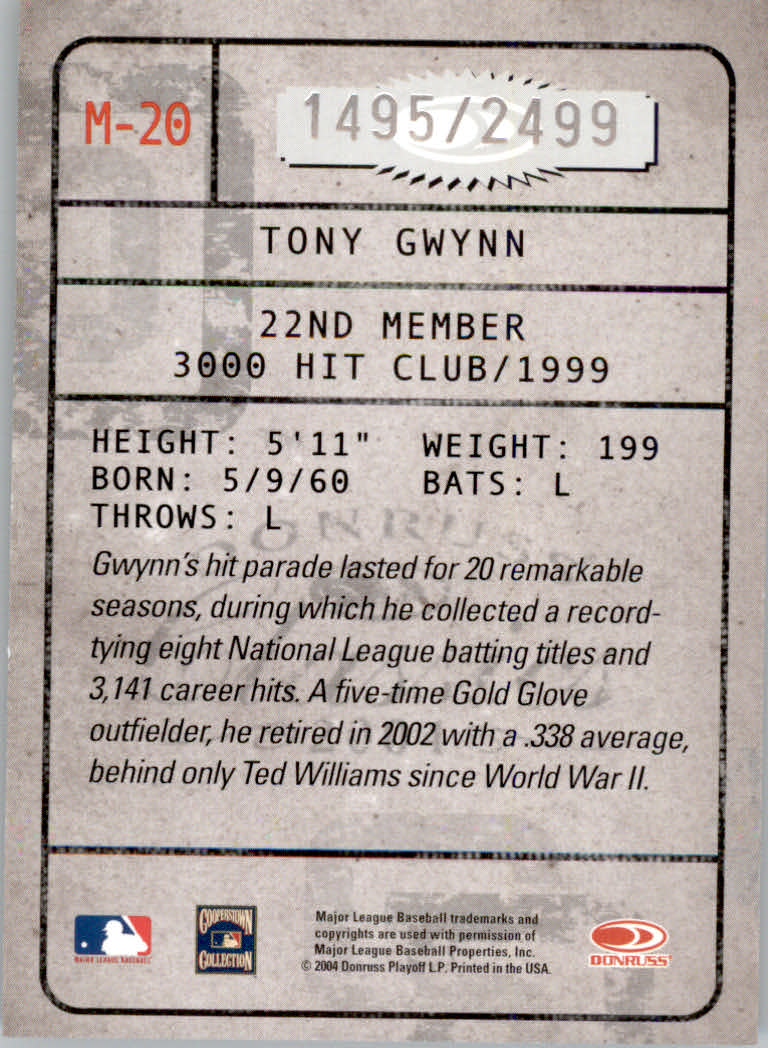 M-20
1495/2499
TONY GWYNN
22ND MEMBER
3000 HIT CLUB/1999
HEIGHT: 5'11" WEIGHT: 199
BORN: 5/9/60 BATS: L
THROWS: L
DONRUSS
Gwynn's hit parade lasted for 20 remarkable
seasons, during which he collected a record-
tying eight National League batting titles and
3,141 career hits. A five-time Gold Glove
outfielder, he retired in 2002 with a .338 average,
behind only Ted Williams since World War II.
MAJOR LEAGUE BASEBALL
COOPERSTOWN
COLLECTION
Major League Baseball trademarks and
copyrights are used with permission of
Major League Baseball Properties, Inc.
© 2004 Donruss Playoff L.P. Printed in the USA.
DONRUSS